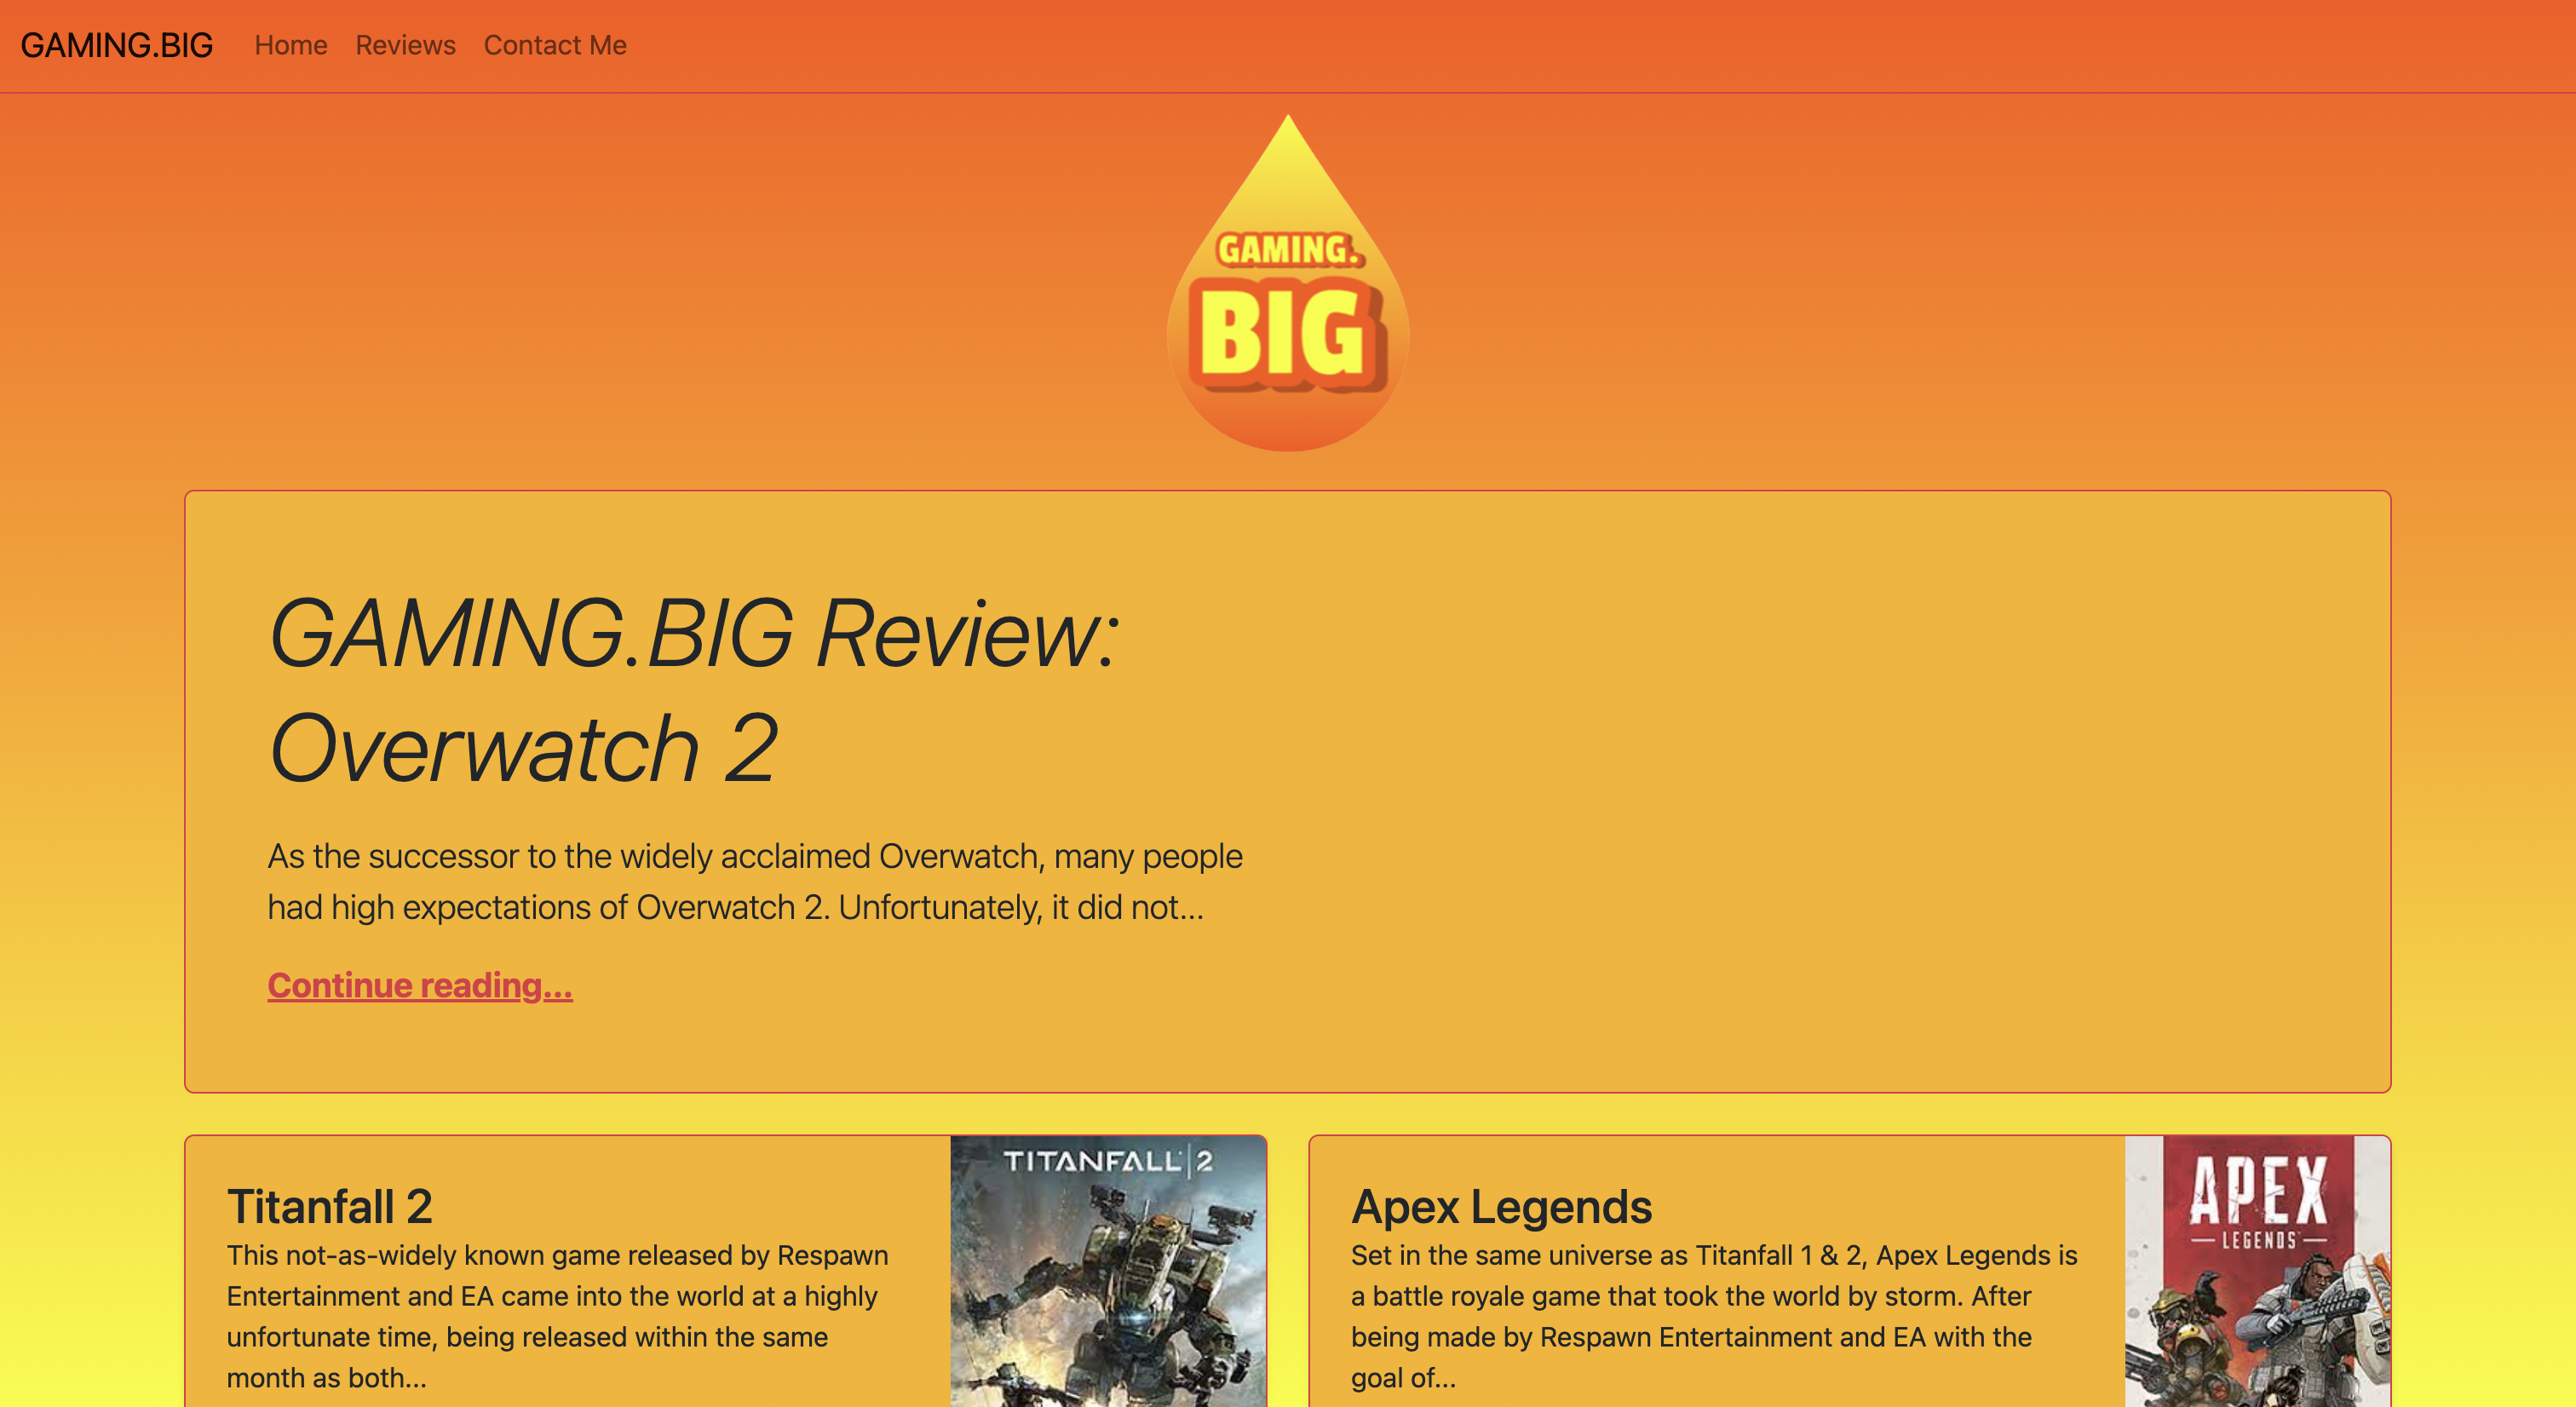 GAMING.BIG Home Reviews Contact Me
GAMING.
BIG
GAMING.BIG Review:
Overwatch 2
As the successor to the widely acclaimed Overwatch, many people
had high expectations of Overwatch 2. Unfortunately, it did not...
Continue reading...
Titanfall 2
This not-as-widely known game released by Respawn
Entertainment and EA came into the world at a highly
unfortunate time, being released within the same
month as both...
TITANFALL 2
Apex Legends
Set in the same universe as Titanfall 1 & 2, Apex Legends is
a battle royale game that took the world by storm. After
being made by Respawn Entertainment and EA with the
goal of...
APEX
LEGENDS